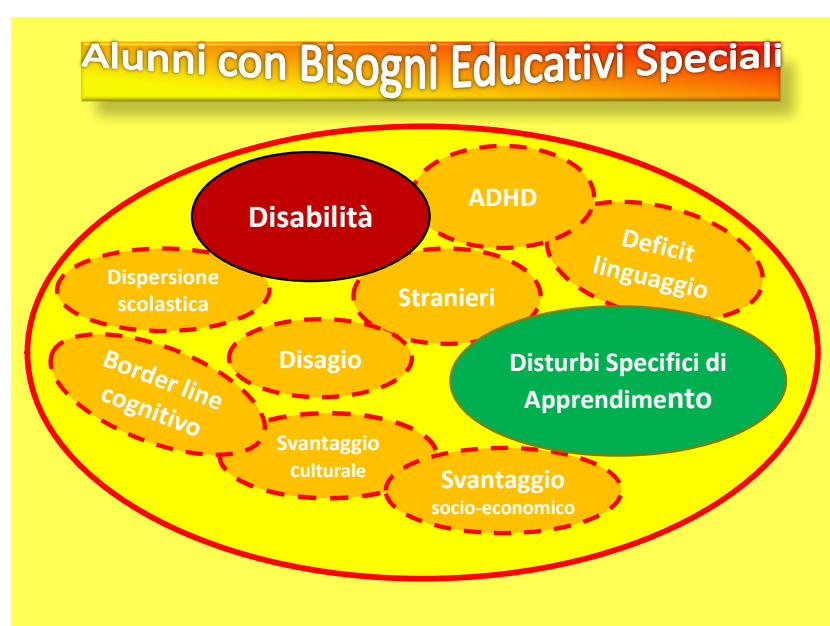 Alunni con Bisogni Educativi Speciali
Disabilità
ADHD
Deficit
linguaggio
Dispersione
scolastica
Stranieri
Disagio
Disturbi Specifici di
Apprendimento
Border line
cognitivo
Svantaggio
culturale
Svantaggio
socio-economico